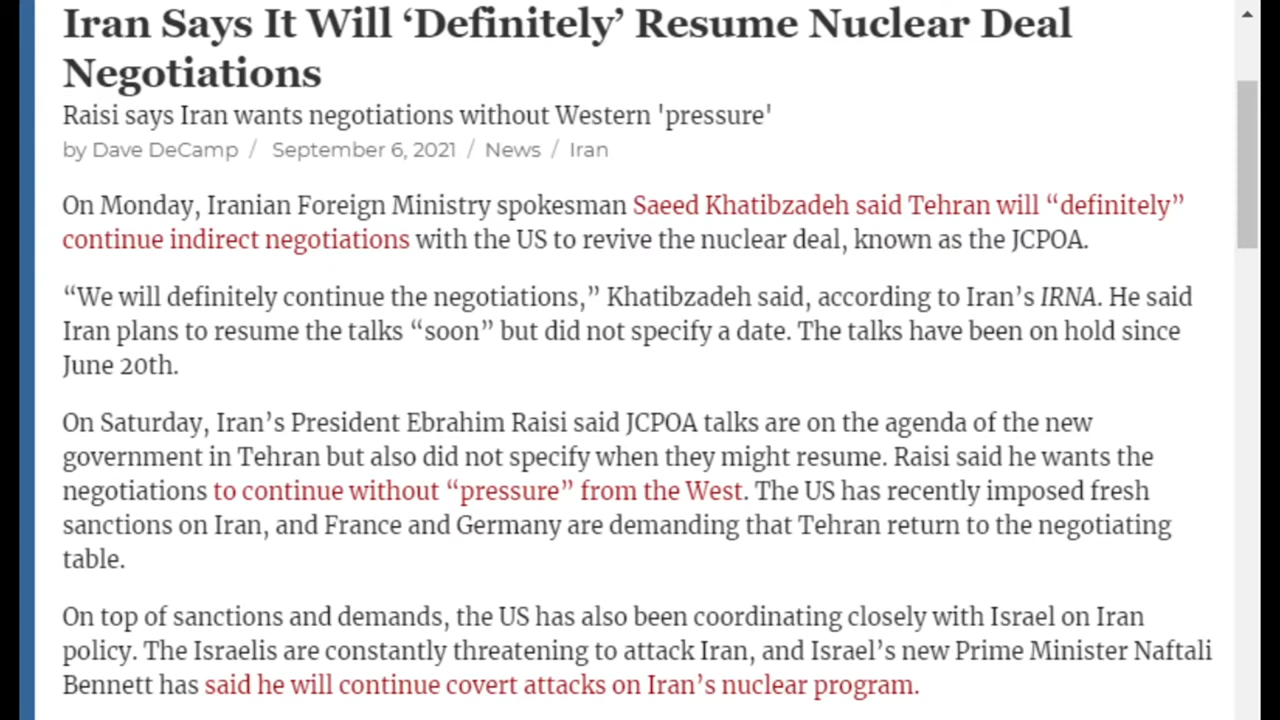 Iran Says It Will ‘Definitely’ Resume Nuclear Deal
Negotiations
Raisi says Iran wants negotiations without Western 'pressure'
by Dave DeCamp / September 6, 2021 / News / Iran
On Monday, Iranian Foreign Ministry spokesman Saeed Khatibzadeh said Tehran will “definitely”
continue indirect negotiations with the US to revive the nuclear deal, known as the JCPOA.
“We will definitely continue the negotiations,” Khatibzadeh said, according to Iran’s IRNA. He said
Iran plans to resume the talks “soon” but did not specify a date. The talks have been on hold since
June 20th.
On Saturday, Iran’s President Ebrahim Raisi said JCPOA talks are on the agenda of the new
government in Tehran but also did not specify when they might resume. Raisi said he wants the
negotiations to continue without “pressure” from the West. The US has recently imposed fresh
sanctions on Iran, and France and Germany are demanding that Tehran return to the negotiating
table.
On top of sanctions and demands, the US has also been coordinating closely with Israel on Iran
policy. The Israelis are constantly threatening to attack Iran, and Israel’s new Prime Minister Naftali
Bennett has said he will continue covert attacks on Iran’s nuclear program.